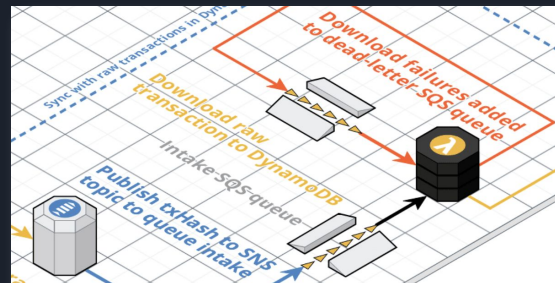 Sync with raw transactions in Dyn
Download failures added
to dead-letter-SQS
queue
Download raw
transaction to DynamoDB
Intake SQS queue
Publish txHash to SNS
topic to queue intake